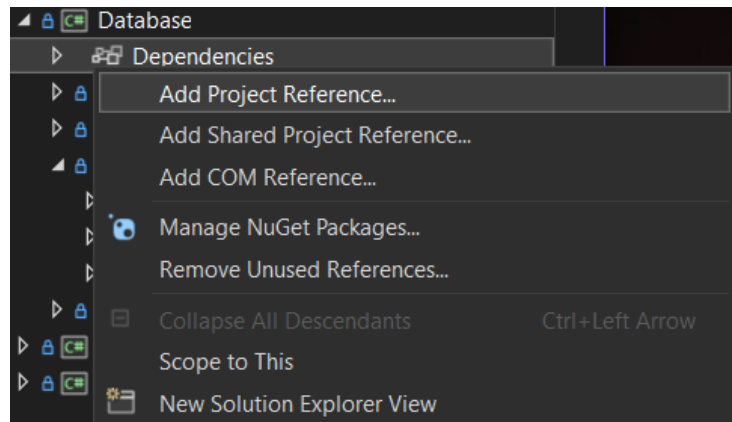 C# Database
Dependencies
Add Project Reference...
Add Shared Project Reference...
Add COM Reference...
Manage NuGet Packages...
Remove Unused References...
Collapse All Descendants Ctrl+Left Arrow
Scope to This
C#
C#
New Solution Explorer View